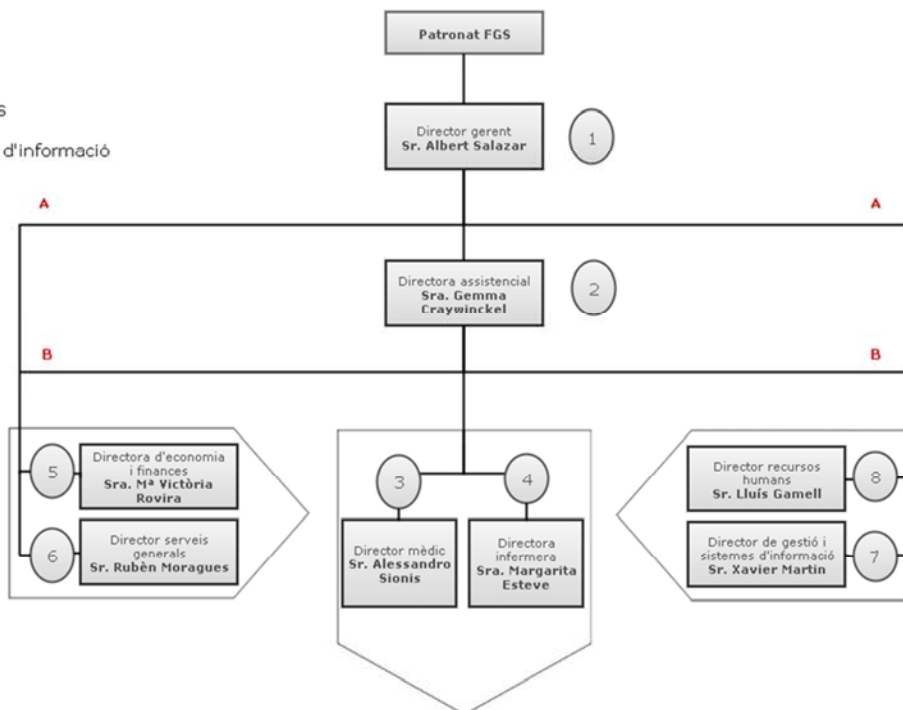 Patronat FGS
Director gerent
Sr. Albert Salazar
1
d'informació
A
A
Directora assistencial
Sra. Gemma
Craywinckel
2
B
B
5
Directora d'economia
i finances
Sra. Mª Victòria
Rovira
6
Director serveis
generals
Sr. Rubèn Moragues
3
4
Director mèdic
Sr. Alessandro
Sionis
Directora
infermera
Sra. Margarita
Esteve
Director recursos
humans
Sr. Lluís Gamell
8
Director de gestió i
sistemes d'informació
Sr. Xavier Martin
7